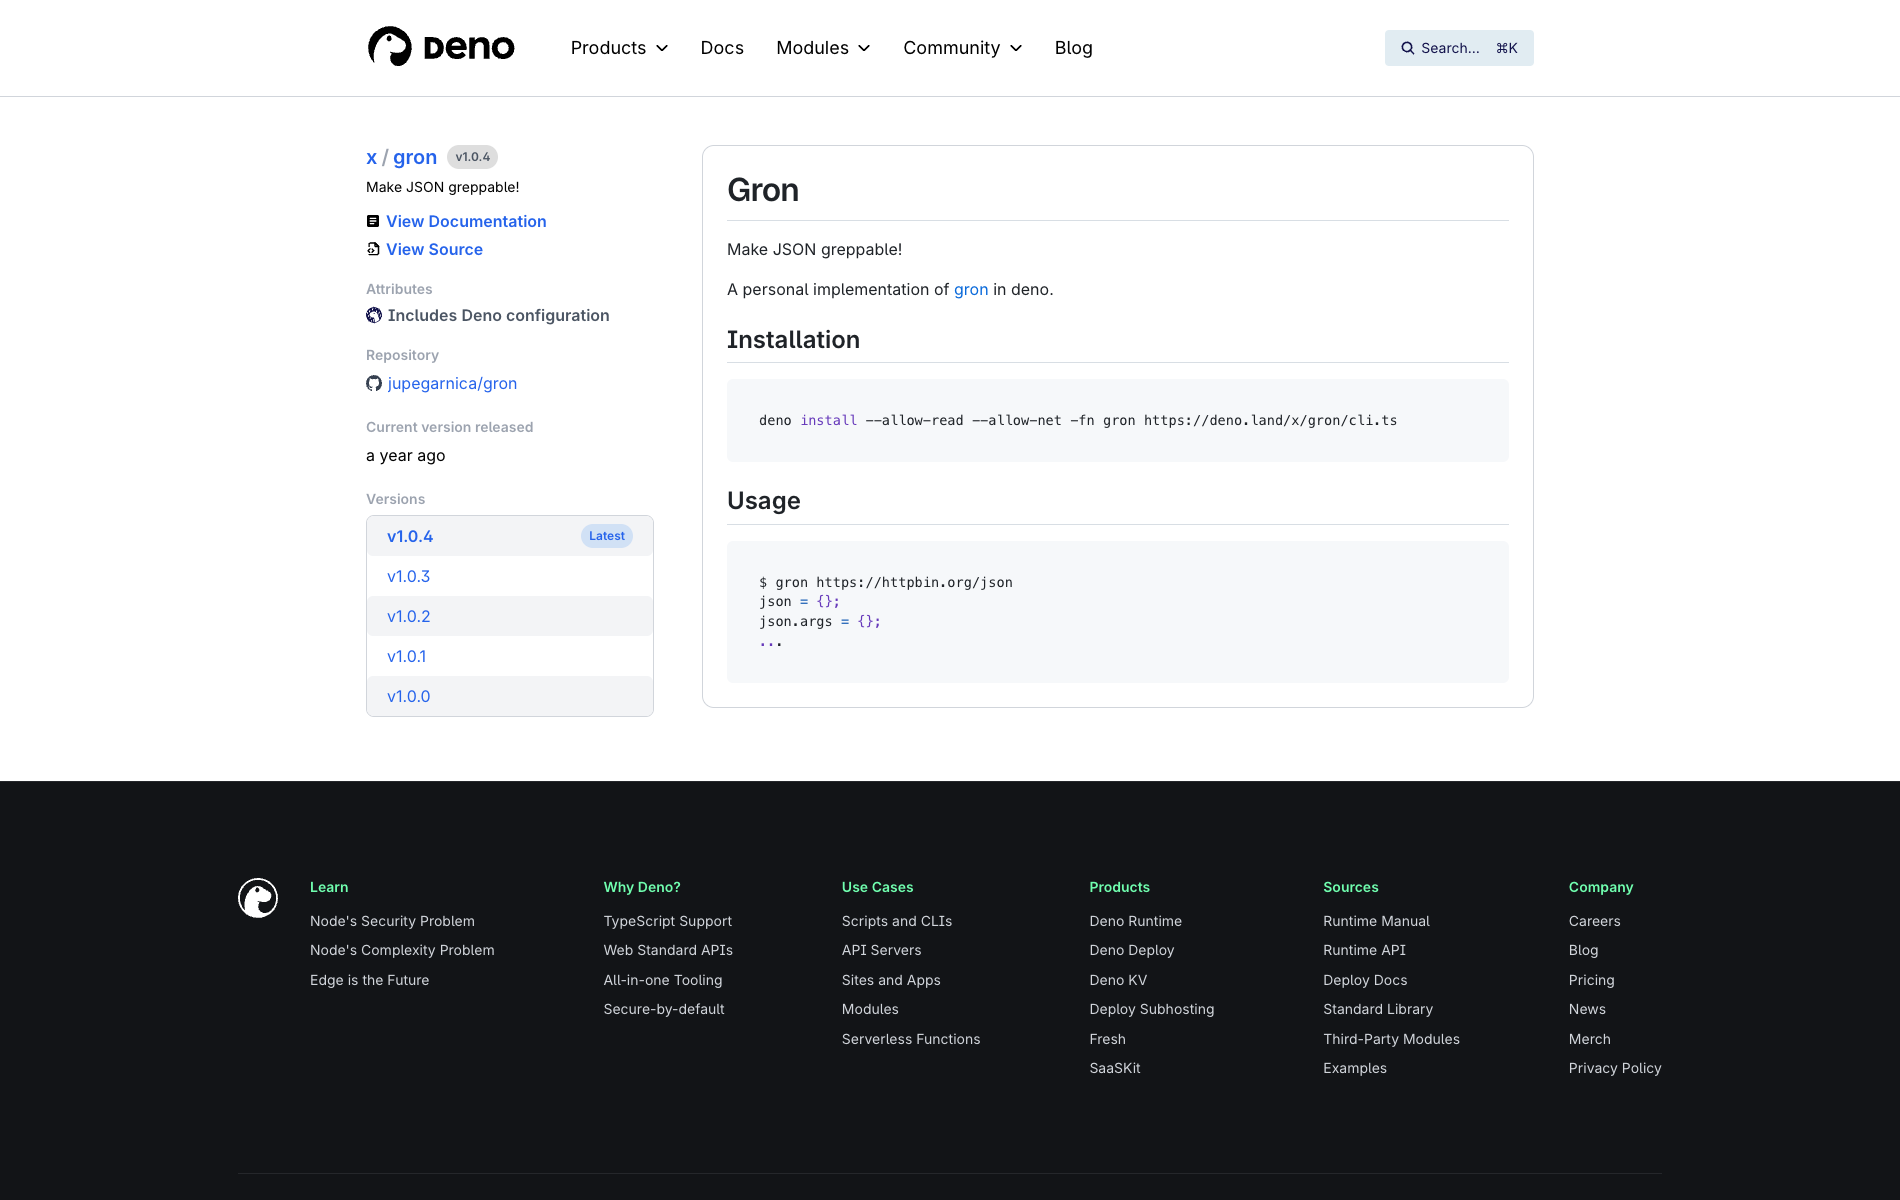 DENO
Products
Docs
Modules
Community
Blog
Search... ⌘K
x / gron v1.0.4
Make JSON greppable!
View Documentation
View Source
Attributes
Includes Deno configuration
Repository
jupegarnica/gron
Current version released
a year ago
Versions
v1.0.4 Latest
v1.0.3
v1.0.2
v1.0.1
v1.0.0
Gron
Make JSON greppable!
A personal implementation of gron in deno.
Installation
deno install --allow-read --allow-net -fn gron https://deno.land/x/gron/cli.ts
Usage
$ gron https://httpbin.org/json
json = {};
json.args = {};
...
Learn
Node's Security Problem
Node's Complexity Problem
Edge is the Future
Why Deno?
TypeScript Support
Web Standard APIs
All-in-one Tooling
Secure-by-default
Use Cases
Scripts and CLIs
API Servers
Sites and Apps
Modules
Serverless Functions
Products
Deno Runtime
Deno Deploy
Deno KV
Deploy Subhosting
Fresh
SaaSKit
Sources
Runtime Manual
Runtime API
Deploy Docs
Standard Library
Third-Party Modules
Examples
Company
Careers
Blog
Pricing
News
Merch
Privacy Policy